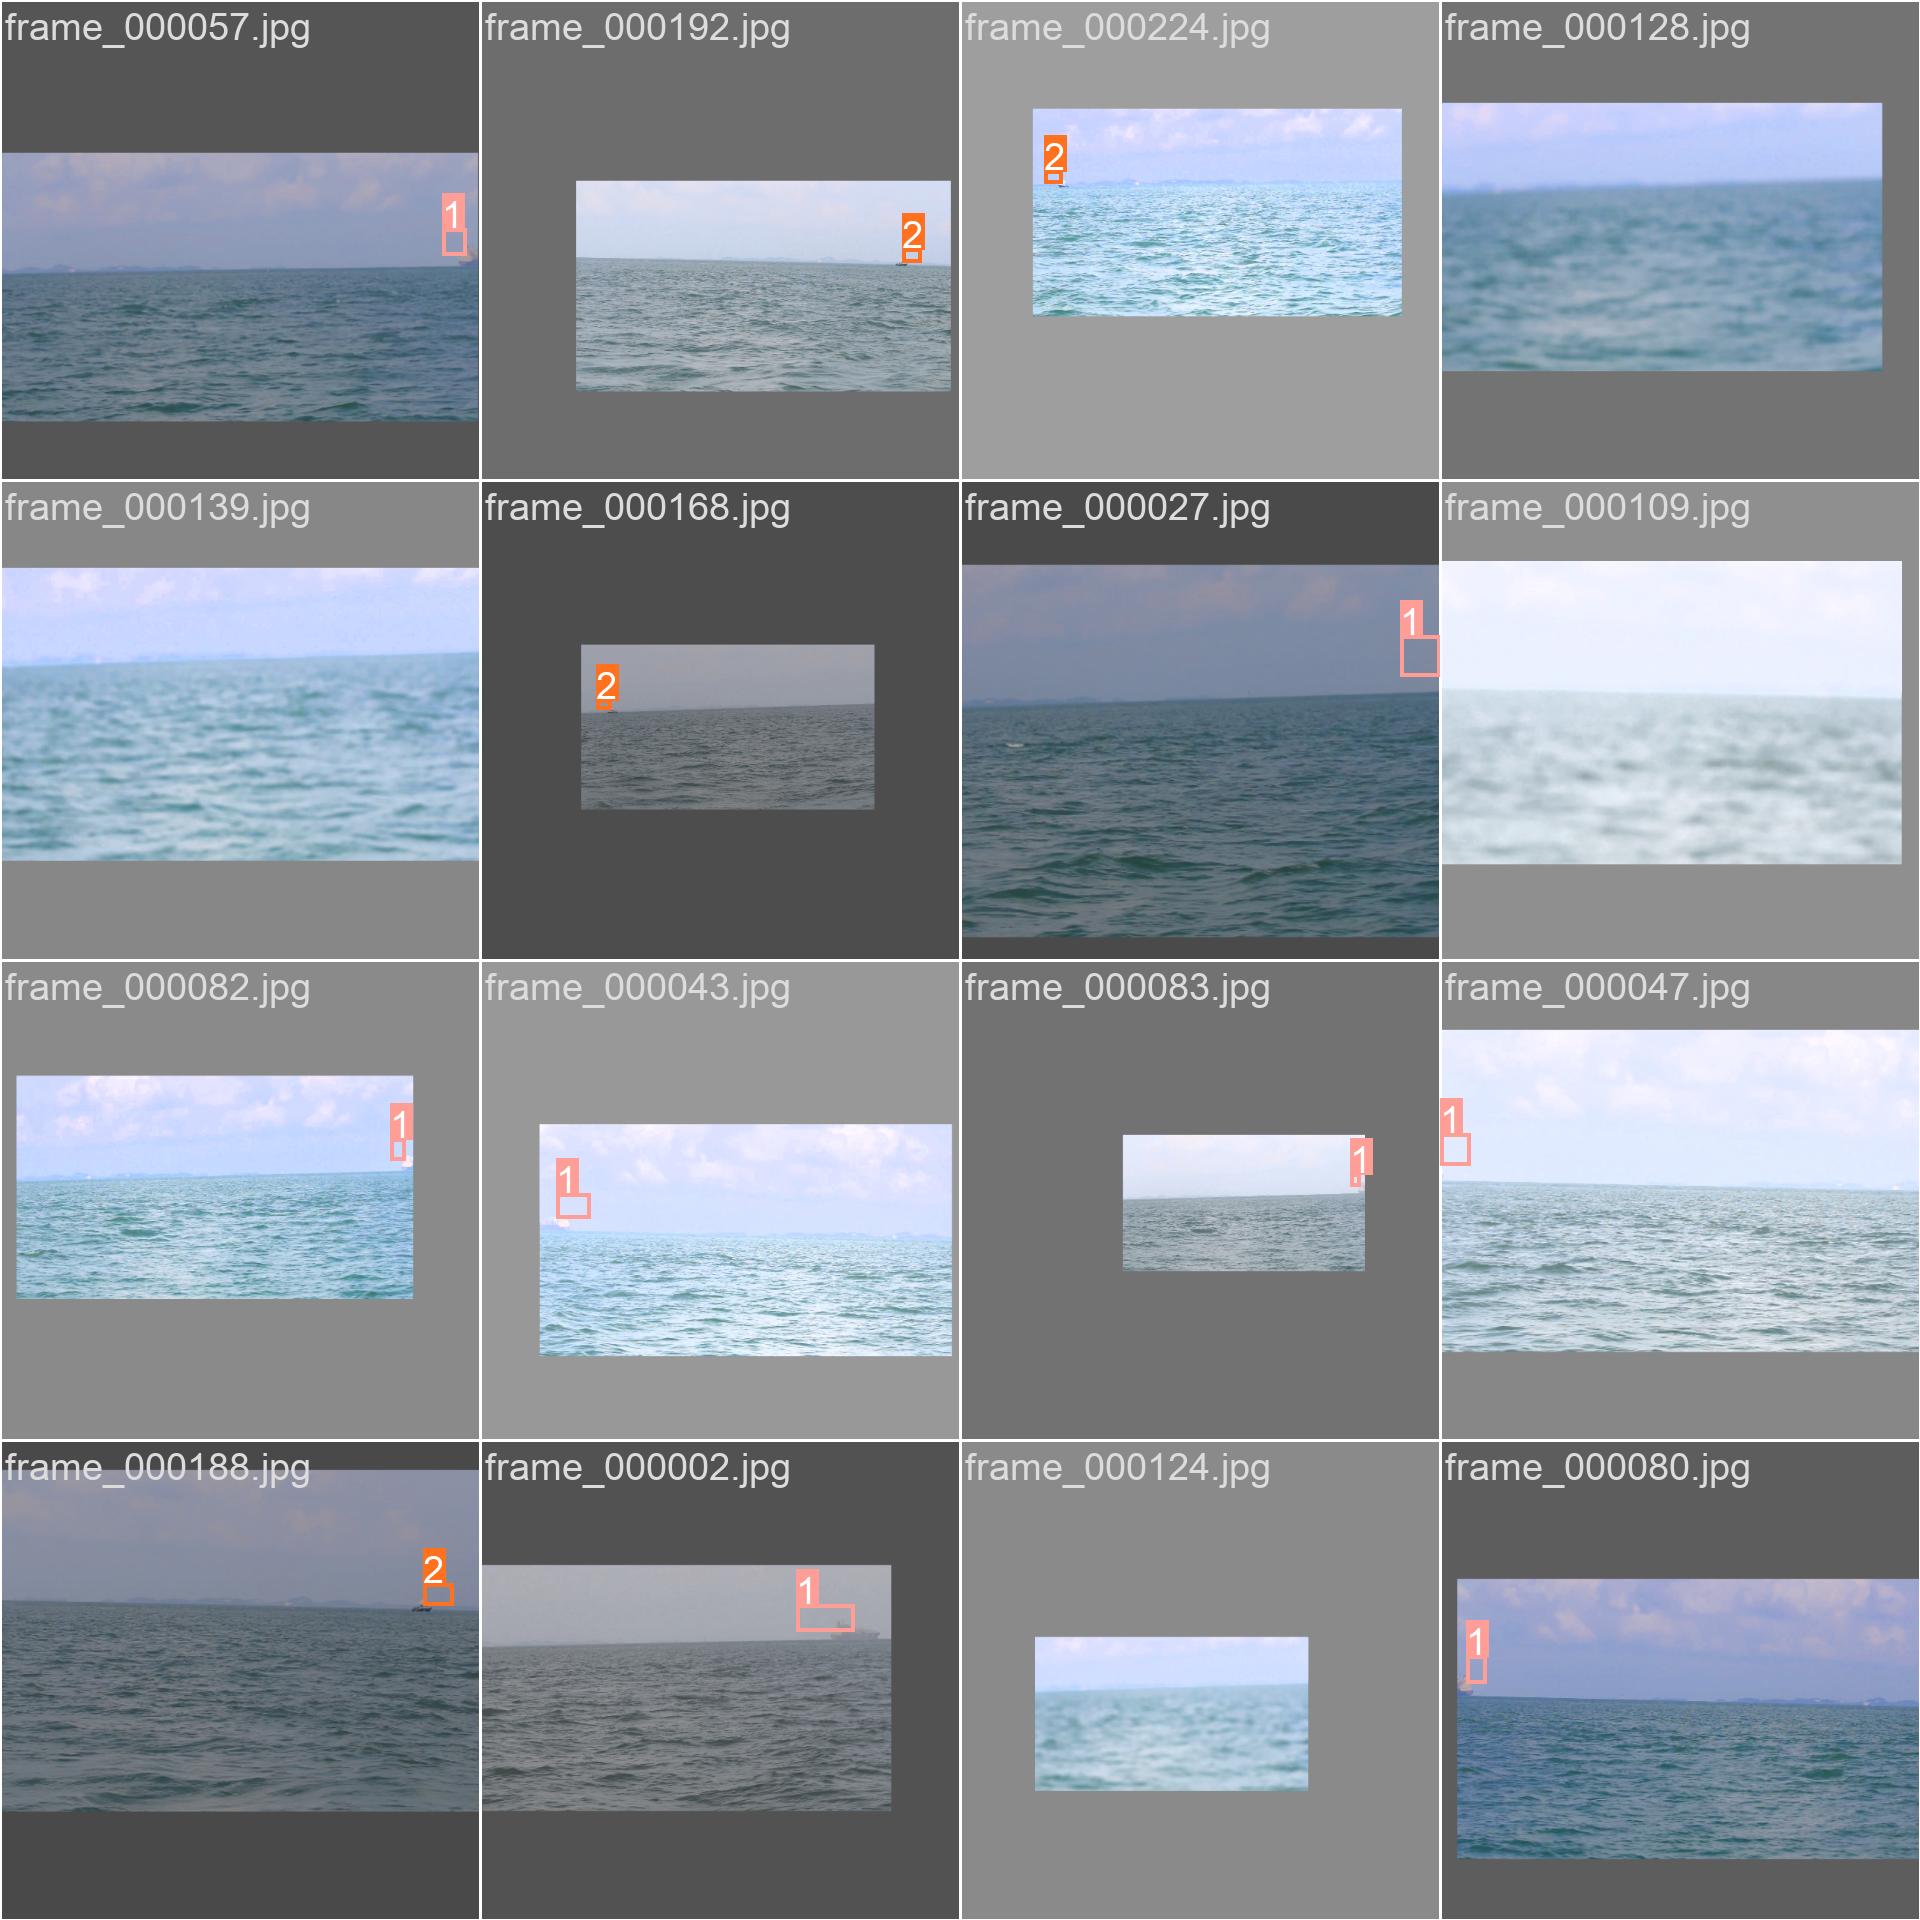 frame_000057.jpg
frame_000192.jpg
frame_000224.jpg
frame_000128.jpg
1
2
2
frame_000139.jpg
frame_000168.jpg
frame_000027.jpg
frame_000109.jpg
2
1
frame_000082.jpg
frame_000043.jpg
frame_000083.jpg
frame_000047.jpg
1
1
1
1
frame_000188.jpg
frame_000002.jpg
frame_000124.jpg
frame_000080.jpg
2
1
1